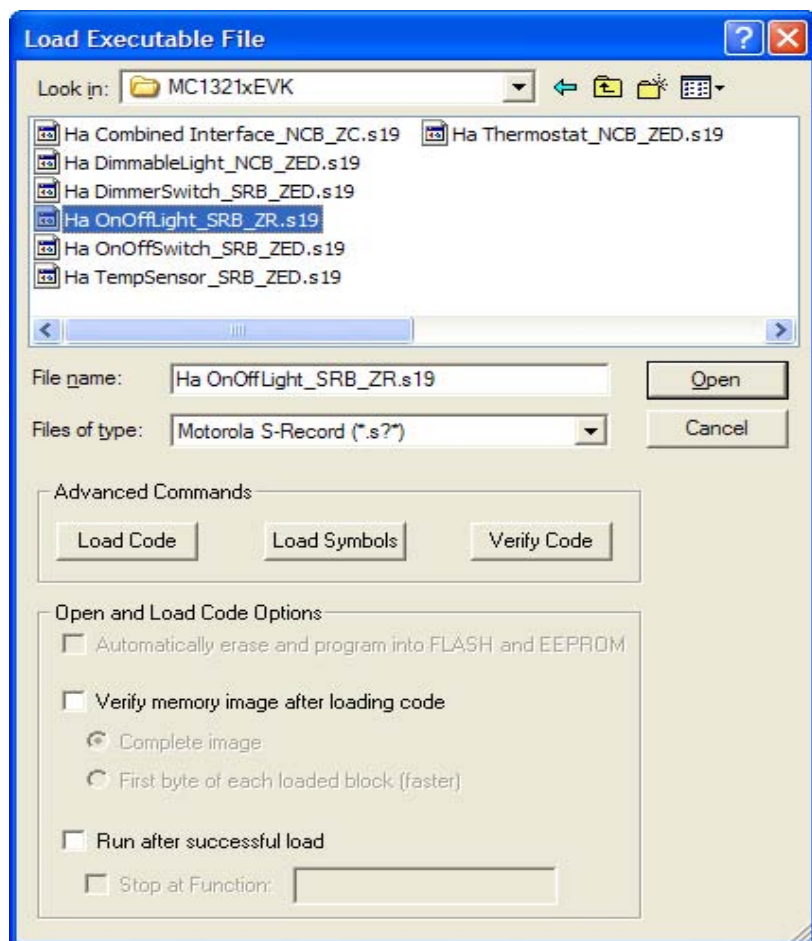 Load Executable File
Look in: MC1321xEVK
Ha Combined Interface_NCB_ZC.s19
Ha DimmableLight_NCB_ZED.s19
Ha DimmerSwitch_SRB_ZED.s19
Ha OnOffLight_SRB_ZR.s19
Ha OnOffSwitch_SRB_ZED.s19
Ha TempSensor_SRB_ZED.s19
Ha Thermostat_NCB_ZED.s19
File name: Ha OnOffLight_SRB_ZR.s19 Open
Files of type: Motorola S-Record (*.s?*) Cancel
Advanced Commands
Load Code Load Symbols Verify Code
Open and Load Code Options
Automatically erase and program into FLASH and EEPROM
Verify memory image after loading code
Complete image
First byte of each loaded block (faster)
Run after successful load
Stop at Function: